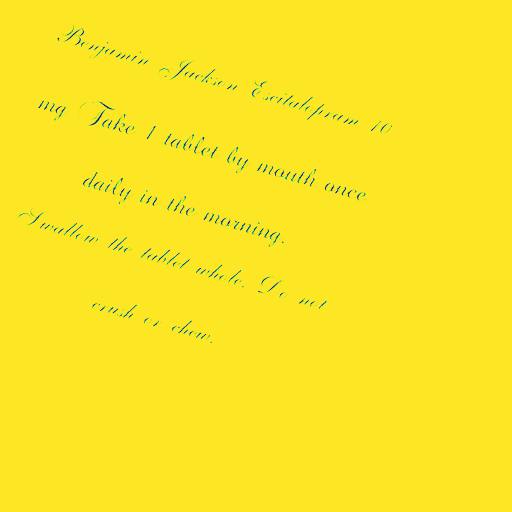 Benjamin Jackson Escitalopram 10
mg Take 1 tablet by mouth once
daily in the morning.
Swallow the tablet whole. Do not
crush or chew.